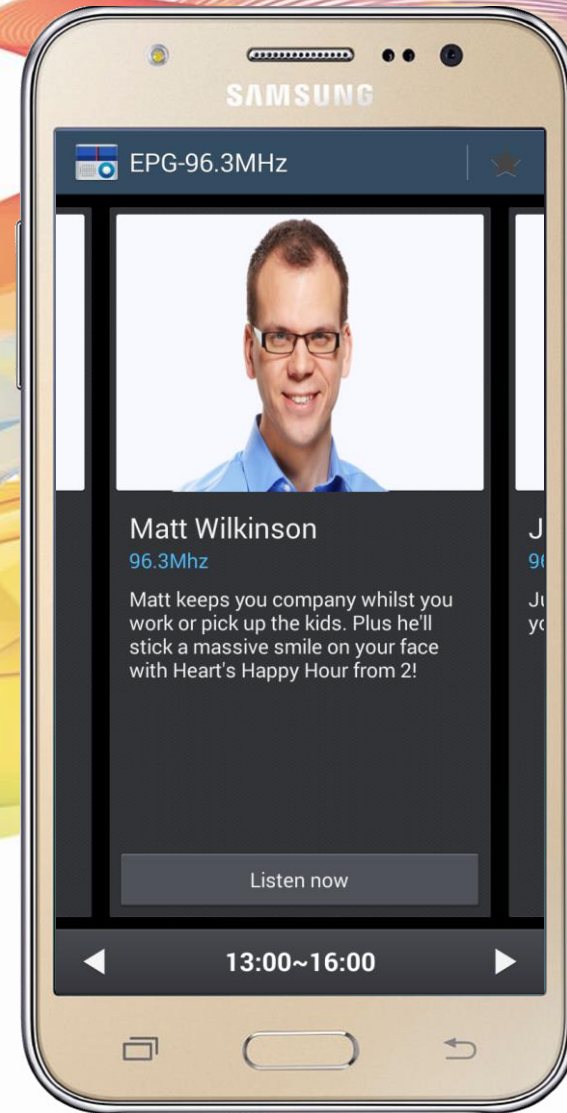 SAMSUNG
EPG-96.3MHz
Matt Wilkinson
96.3Mhz
Matt keeps you company whilst you
work or pick up the kids. Plus he'll
stick a massive smile on your face
with Heart's Happy Hour from 2!
Listen now
13:00~16:00